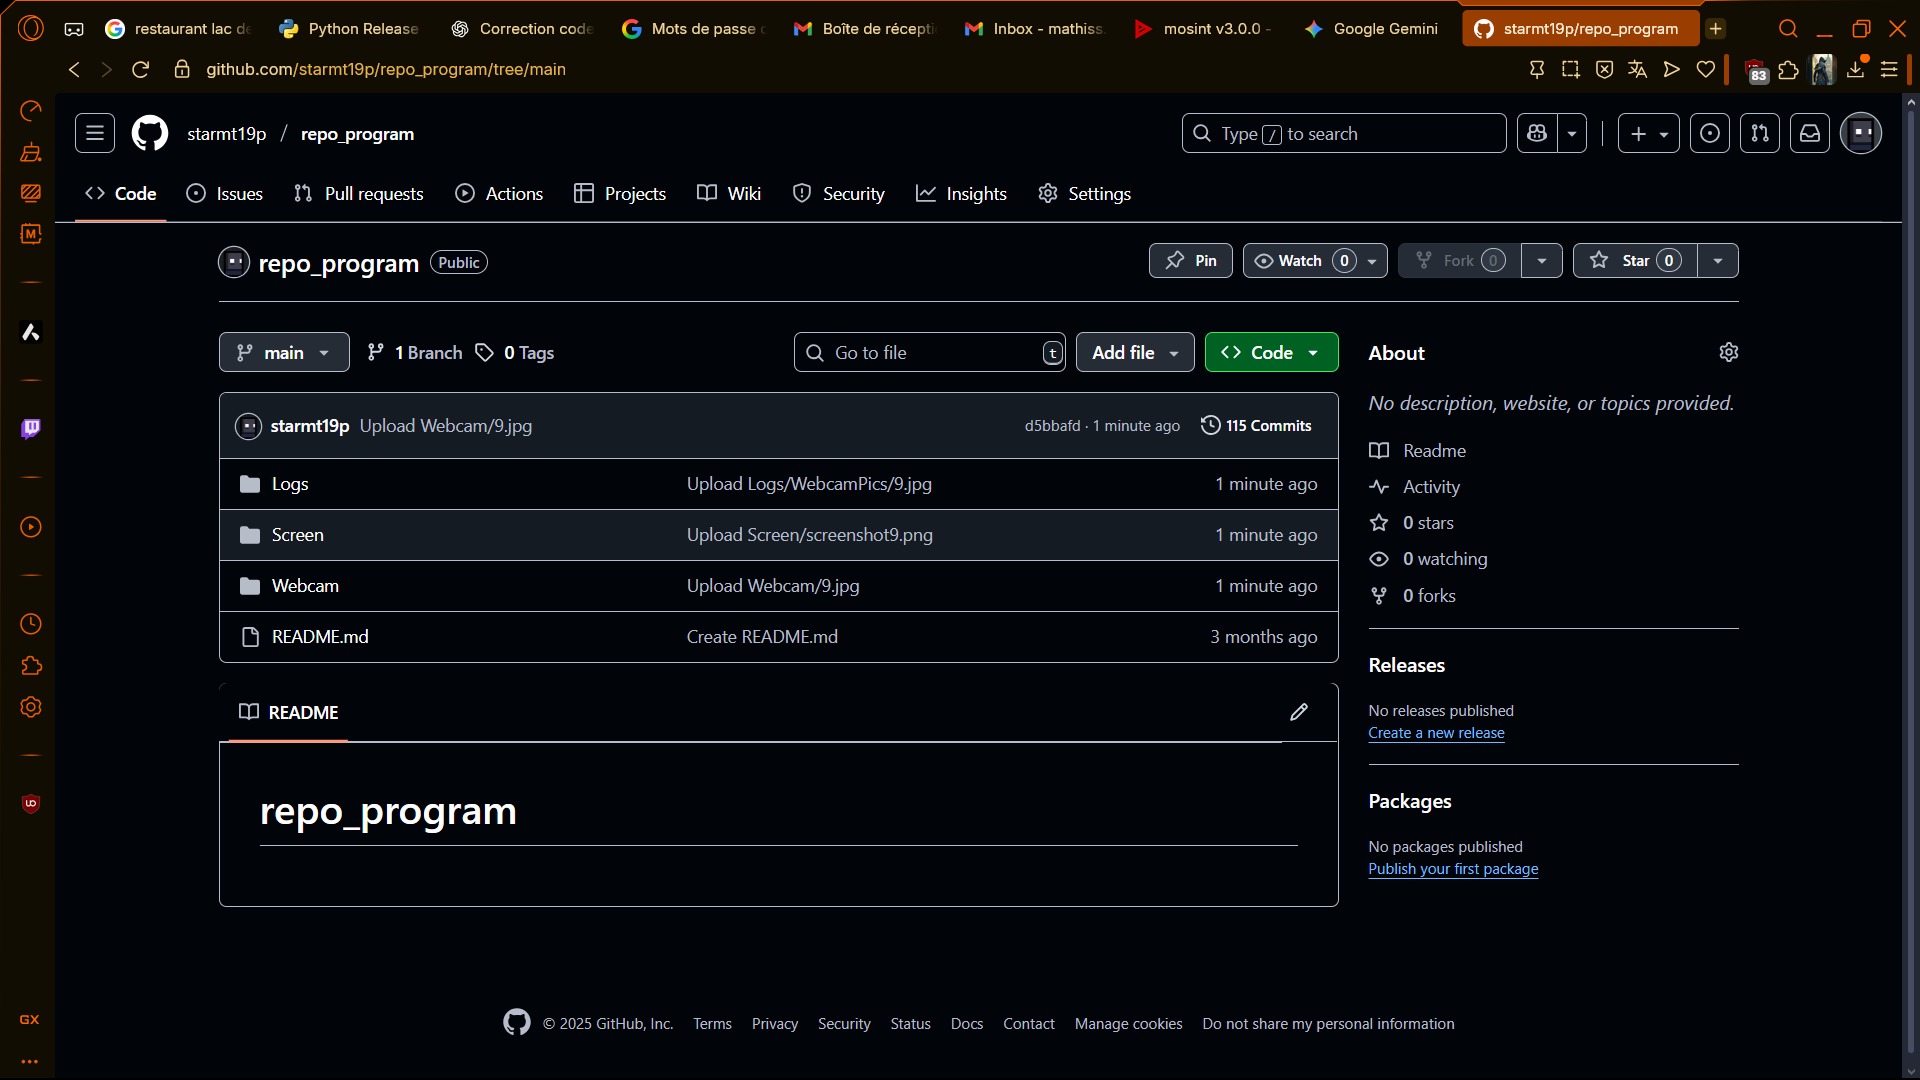 restaurant lac de
Python Release
Correction code
Mots de passe
Boîte de récepti
Inbox - mathiss.
mosint v3.0.0 -
Google Gemini
starmt19p/repo_program
github.com/starmt19p/repo_program/tree/main
83
starmt19p / repo_program
Type / to search
Code
Issues
Pull requests
Actions
Projects
Wiki
Security
Insights
Settings
repo_program Public
Pin
Watch 0
Fork 0
Star 0
main
1 Branch
0 Tags
Go to file t
Add file
Code
About
No description, website, or topics provided.
starmt19p Upload Webcam/9.jpg d5bbafd · 1 minute ago 115 Commits
Logs Upload Logs/WebcamPics/9.jpg 1 minute ago
Screen Upload Screen/screenshot9.png 1 minute ago
Webcam Upload Webcam/9.jpg 1 minute ago
README.md Create README.md 3 months ago
Readme
Activity
0 stars
0 watching
0 forks
README
repo_program
Releases
No releases published
Create a new release
Packages
No packages published
Publish your first package
GX
© 2025 GitHub, Inc. Terms Privacy Security Status Docs Contact Manage cookies Do not share my personal information